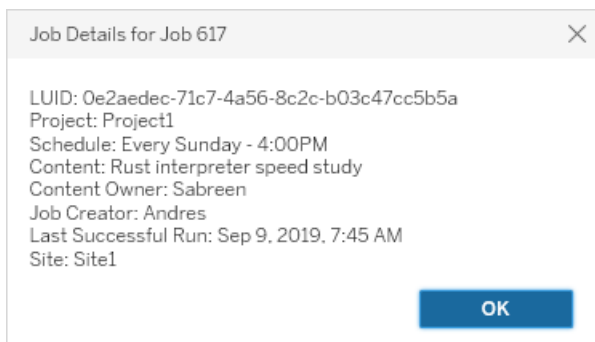 Job Details for Job 617
LUID: 0e2aedec-71c7-4a56-8c2c-b03c47cc5b5a
Project: Project1
Schedule: Every Sunday - 4:00PM
Content: Rust interpreter speed study
Content Owner: Sabreen
Job Creator: Andres
Last Successful Run: Sep 9, 2019, 7:45 AM
Site: Site1
OK